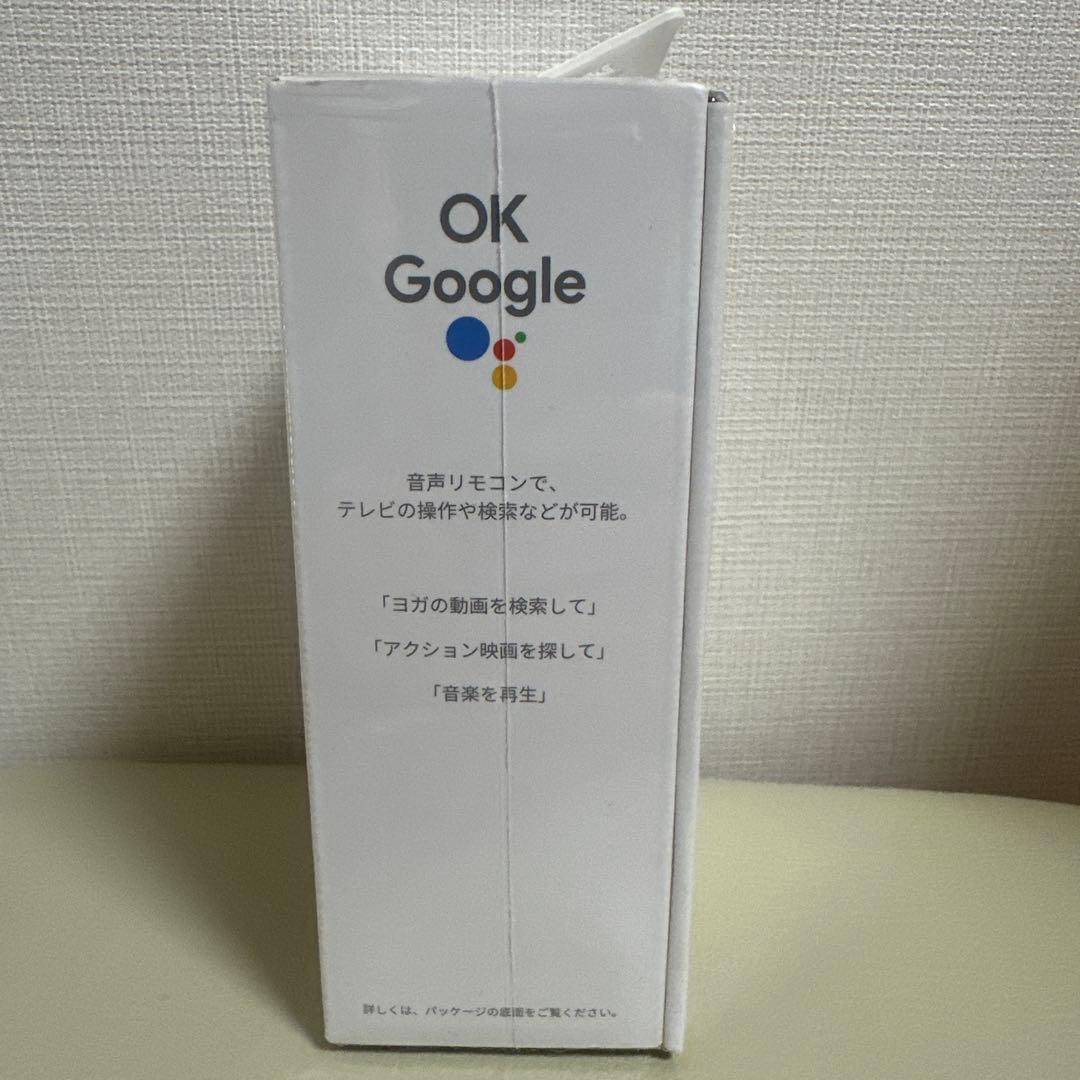 OK
Google
音声リモコンで、
テレビの操作や検索などが可能。
「ヨガの動画を検索して」
「アクション映画を探して」
「音楽を再生」
詳しくは、パッケージの底面をご覧ください。